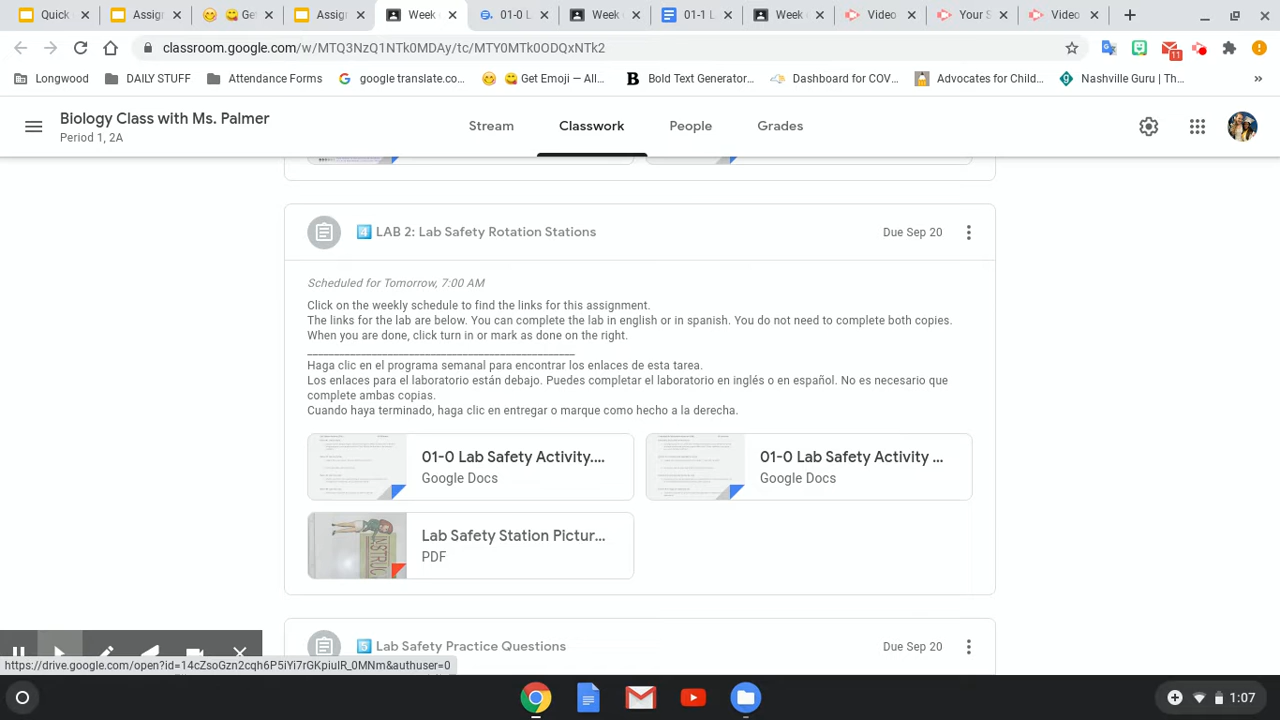 Quick
Assign
Ge
Assign
Week
01-0 L
Week
01-1 L
Week
Video
Your S
Video
classroom.google.com/w/MTQ3NzQ1NTk0MDAy/tc/MTY0MTk0ODQxNTk2
11
Longwood
DAILY STUFF
Attendance Forms
google translate.co...
Get Emoji — All...
Bold Text Generator...
Dashboard for COV...
Advocates for Child...
Nashville Guru | Th...
»
Biology Class with Ms. Palmer
Period 1, 2A
Stream
Classwork
People
Grades
4 LAB 2: Lab Safety Rotation Stations
Due Sep 20
Scheduled for Tomorrow, 7:00 AM
Click on the weekly schedule to find the links for this assignment.
The links for the lab are below. You can complete the lab in english or in spanish. You do not need to complete both copies.
When you are done, click turn in or mark as done on the right.
________________________________________________
Haga clic en el programa semanal para encontrar los enlaces de esta tarea.
Los enlaces para el laboratorio están debajo. Puedes completar el laboratorio en inglés o en español. No es necesario que
complete ambas copias.
Cuando haya terminado, haga clic en entregar o marque como hecho a la derecha.
01-0 Lab Safety Activity....
Google Docs
01-0 Lab Safety Activity ...
Google Docs
Lab Safety Station Pictur...
PDF
5 Lab Safety Practice Questions
Due Sep 20
https://drive.google.com/open?id=14cZsoGzn2cqh6P5iYi7rGKpiuIR_0MNm&authuser=0
1:07